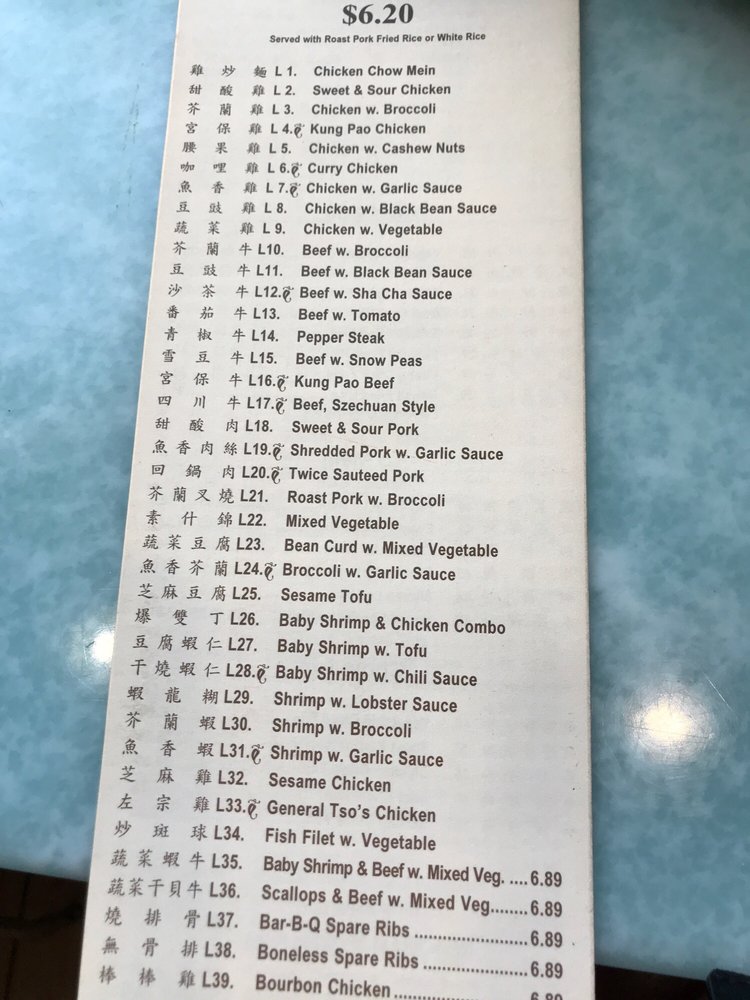 $6.20
Served with Roast Pork Fried Rice or White Rice
雞炒麵 L 1. Chicken Chow Mein
甜酸雞 L 2. Sweet & Sour Chicken
芥蘭雞 L 3. Chicken w. Broccoli
宮保雞 L 4. Kung Pao Chicken
腰果雞 L 5. Chicken w. Cashew Nuts
咖哩雞 L 6. Curry Chicken
魚香雞 L 7. Chicken w. Garlic Sauce
豆豉雞 L 8. Chicken w. Black Bean Sauce
蔬菜雞 L 9. Chicken w. Vegetable
芥蘭牛 L10. Beef w. Broccoli
豆豉牛 L11. Beef w. Black Bean Sauce
沙茶牛 L12. Beef w. Sha Cha Sauce
番茄牛 L13. Beef w. Tomato
青椒牛 L14. Pepper Steak
雪豆牛 L15. Beef w. Snow Peas
宮保牛 L16. Kung Pao Beef
四川牛 L17. Beef, Szechuan Style
甜酸肉 L18. Sweet & Sour Pork
魚香肉絲 L19. Shredded Pork w. Garlic Sauce
回鍋肉 L20. Twice Sauteed Pork
芥蘭叉燒 L21. Roast Pork w. Broccoli
素什錦 L22. Mixed Vegetable
蔬菜豆腐 L23. Bean Curd w. Mixed Vegetable
魚香芥蘭 L24. Broccoli w. Garlic Sauce
芝麻豆腐 L25. Sesame Tofu
爆雙丁 L26. Baby Shrimp & Chicken Combo
豆腐蝦仁 L27. Baby Shrimp w. Tofu
干燒蝦仁 L28. Baby Shrimp w. Chili Sauce
蝦龍糊 L29. Shrimp w. Lobster Sauce
芥蘭蝦 L30. Shrimp w. Broccoli
魚香蝦 L31. Shrimp w. Garlic Sauce
芝麻雞 L32. Sesame Chicken
左宗雞 L33. General Tso's Chicken
炒斑球 L34. Fish Filet w. Vegetable
蔬菜蝦牛 L35. Baby Shrimp & Beef w. Mixed Veg. .... 6.89
蔬菜干貝牛 L36. Scallops & Beef w. Mixed Veg........ 6.89
燒排骨 L37. Bar-B-Q Spare Ribs ........................ 6.89
無骨排 L38. Boneless Spare Ribs ...................... 6.89
棒棒雞 L39. Bourbon Chicken ........................... 6.89